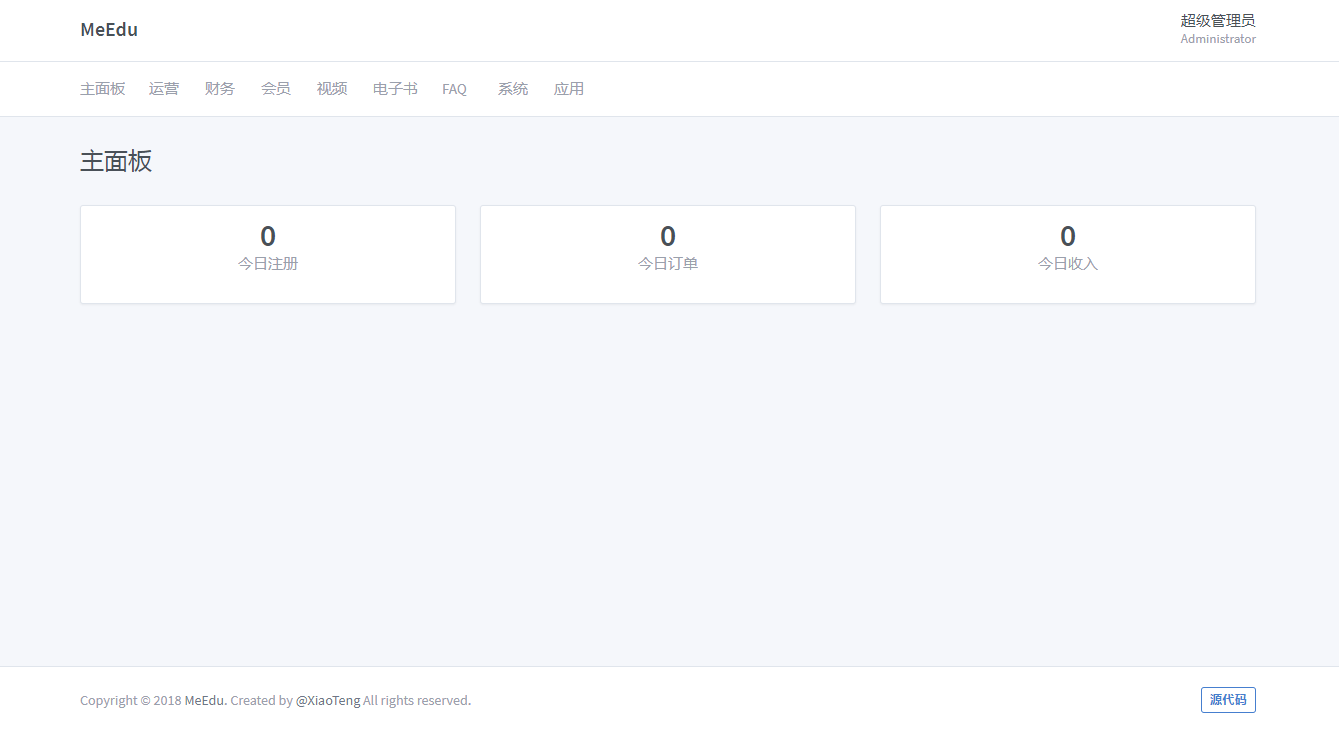 MeEdu
超级管理员
Administrator
主面板 运营 财务 会员 视频 电子书 FAQ 系统 应用
主面板
0
今日注册
0
今日订单
0
今日收入
Copyright © 2018 MeEdu. Created by @XiaoTeng All rights reserved.
源代码